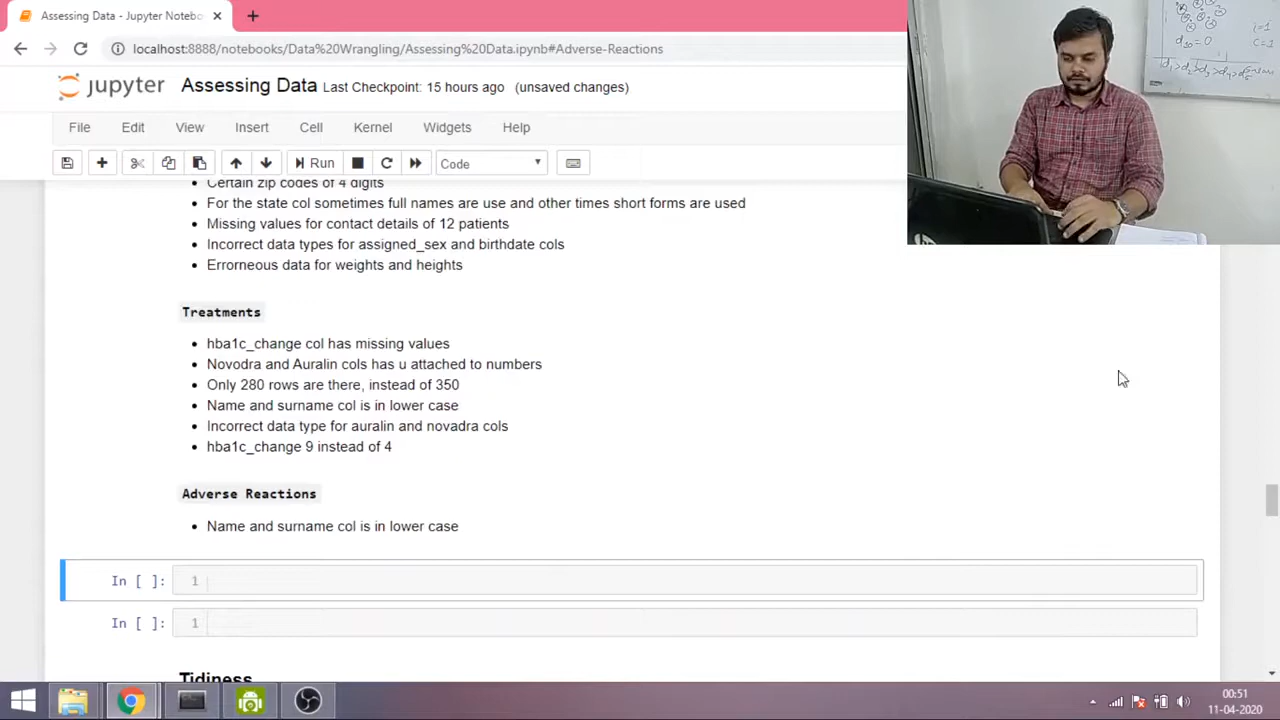 Assessing Data - Jupyter Notebo
localhost:8888/notebooks/Data%20Wrangling/Assessing%20Data.ipynb#Adverse-Reactions
jupyter Assessing Data Last Checkpoint: 15 hours ago (unsaved changes)
File Edit View Insert Cell Kernel Widgets Help
Run Code
Certain zip codes of 4 digits
For the state col sometimes full names are use and other times short forms are used
Missing values for contact details of 12 patients
Incorrect data types for assigned_sex and birthdate cols
Errorneous data for weights and heights
Treatments
hba1c_change col has missing values
Novodra and Auralin cols has u attached to numbers
Only 280 rows are there, instead of 350
Name and surname col is in lower case
Incorrect data type for auralin and novadra cols
hba1c_change 9 instead of 4
Adverse Reactions
Name and surname col is in lower case
In [ ]: 1
In [ ]: 1
Tidiness
00:51
11-04-2020